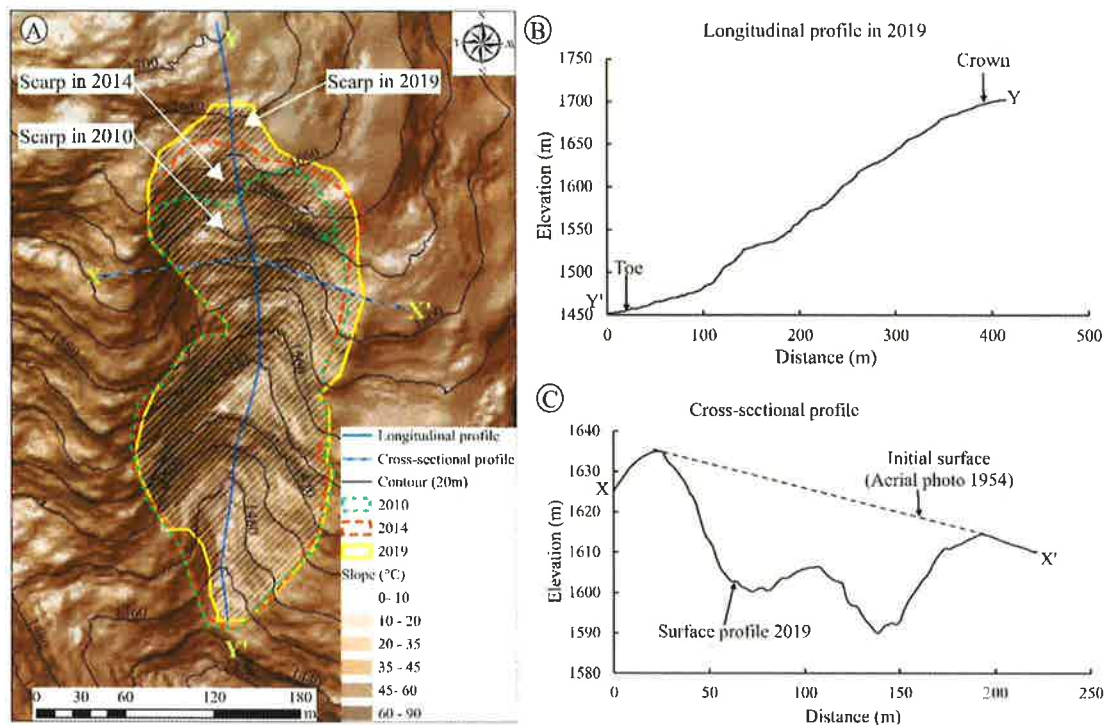 A
Scarp in 2014
Scarp in 2019
Scarp in 2010
Y
X'
Y'
Longitudinal profile
Cross-sectional profile
Contour (20m)
2010
2014
2019
Slope (°C)
0- 10
10 - 20
20 - 35
35 - 45
45 - 60
60 - 90
0 30 60 120 180
m
B
Longitudinal profile in 2019
1750
1700
1650
1600
1550
1500
1450
Elevation (m)
Crown
Y
Toe
Y'
0 100 200 300 400 500
Distance (m)
C
Cross-sectional profile
1640
1630
1620
1610
1600
1590
1580
Elevation (m)
X
Initial surface
(Aerial photo 1954)
X'
Surface profile 2019
0 50 100 150 200 250
Distance (m)